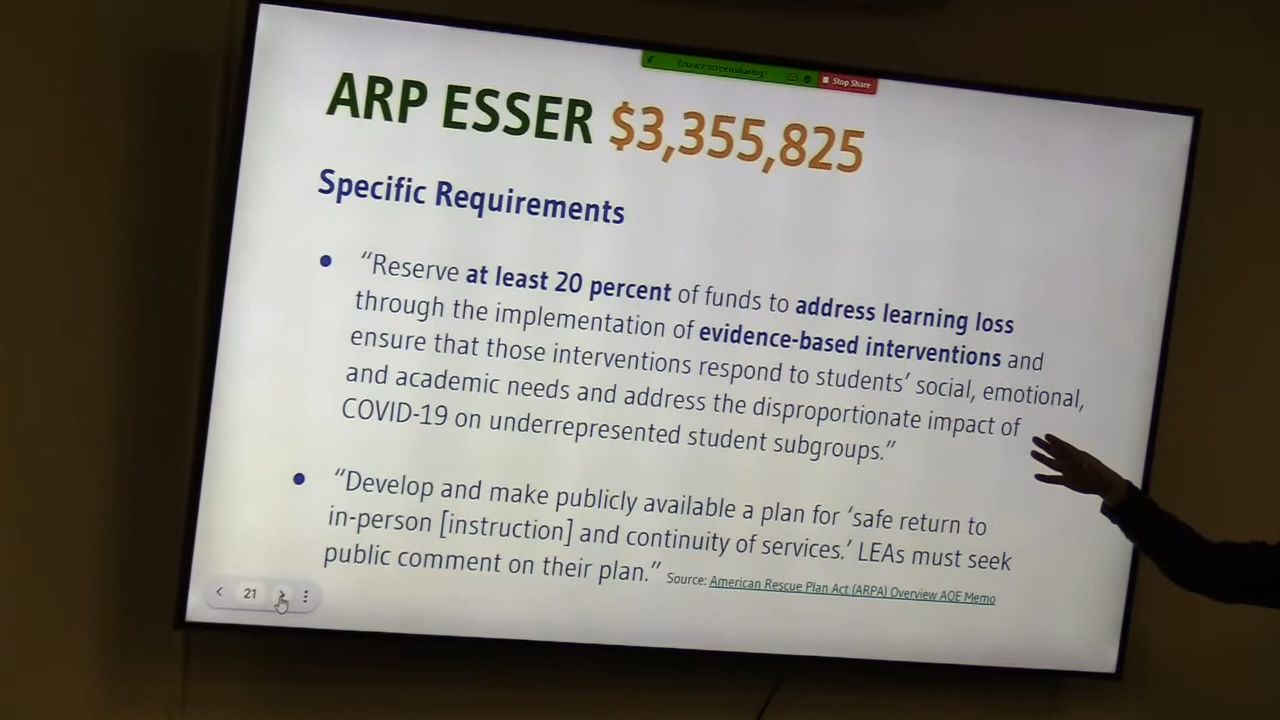 You are screen sharing
Stop Share
ARP ESSER $3,355,825
Specific Requirements
“Reserve at least 20 percent of funds to address learning loss
through the implementation of evidence-based interventions and
ensure that those interventions respond to students’ social, emotional,
and academic needs and address the disproportionate impact of
COVID-19 on underrepresented student subgroups.”
“Develop and make publicly available a plan for ‘safe return to
in-person [instruction] and continuity of services.’ LEAs must seek
public comment on their plan.” Source: American Rescue Plan Act (ARPA) Overview AOE Memo
21